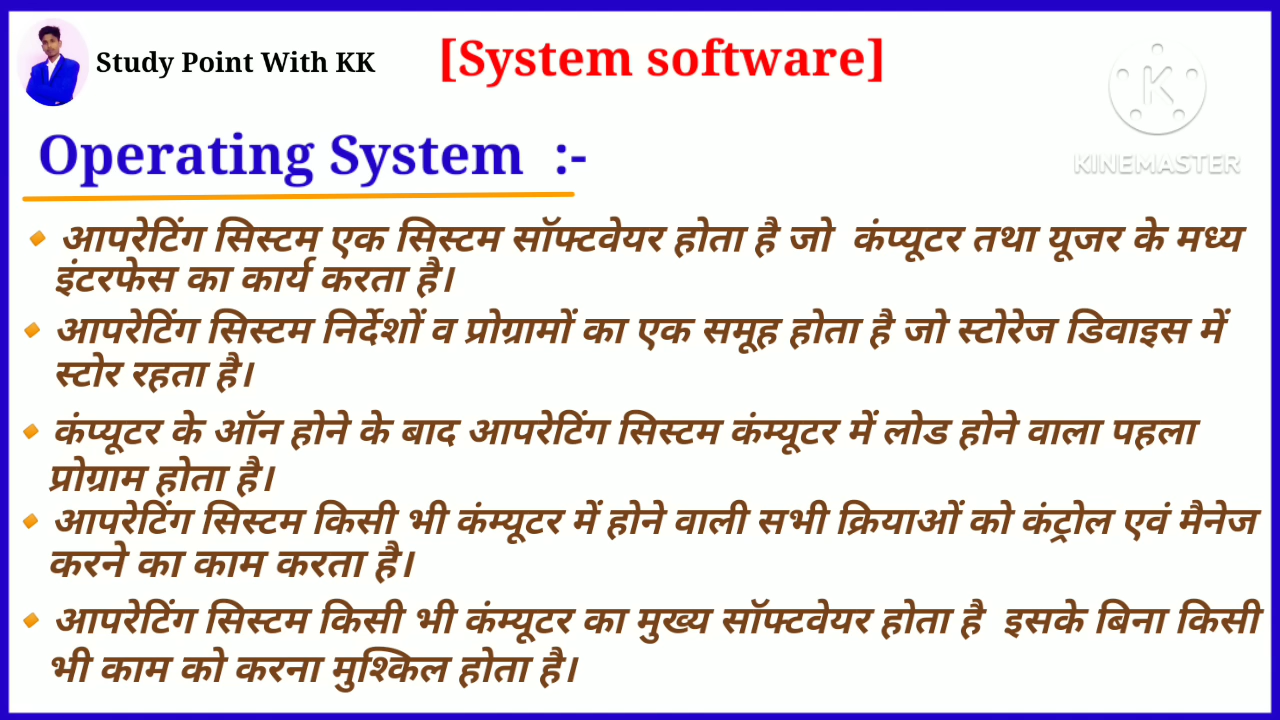 Study Point With KK
[System software]
KINEMASTER
Operating System :-
आपरेटिंग सिस्टम एक सिस्टम सॉफ्टवेयर होता है जो कंप्यूटर तथा यूजर के मध्य
इंटरफेस का कार्य करता है।
आपरेटिंग सिस्टम निर्देशों व प्रोग्रामों का एक समूह होता है जो स्टोरेज डिवाइस में
स्टोर रहता है।
कंप्यूटर के ऑन होने के बाद आपरेटिंग सिस्टम कंम्यूटर में लोड होने वाला पहला
प्रोग्राम होता है।
आपरेटिंग सिस्टम किसी भी कंम्यूटर में होने वाली सभी क्रियाओं को कंट्रोल एवं मैनेज
करने का काम करता है।
आपरेटिंग सिस्टम किसी भी कंम्यूटर का मुख्य सॉफ्टवेयर होता है इसके बिना किसी
भी काम को करना मुश्किल होता है।